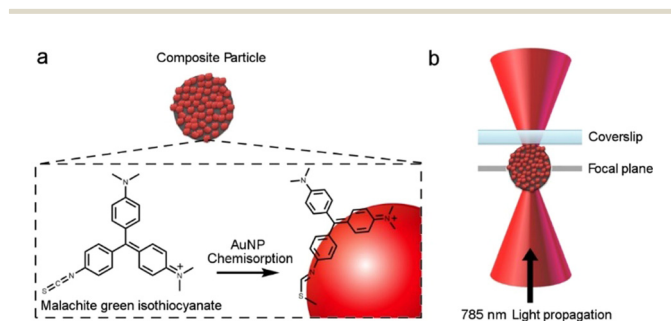 a
Composite Particle
N
S
C
N
N+
Malachite green isothiocyanate
AuNP
Chemisorption
N
N+
S
b
Coverslip
Focal plane
785 nm Light propagation